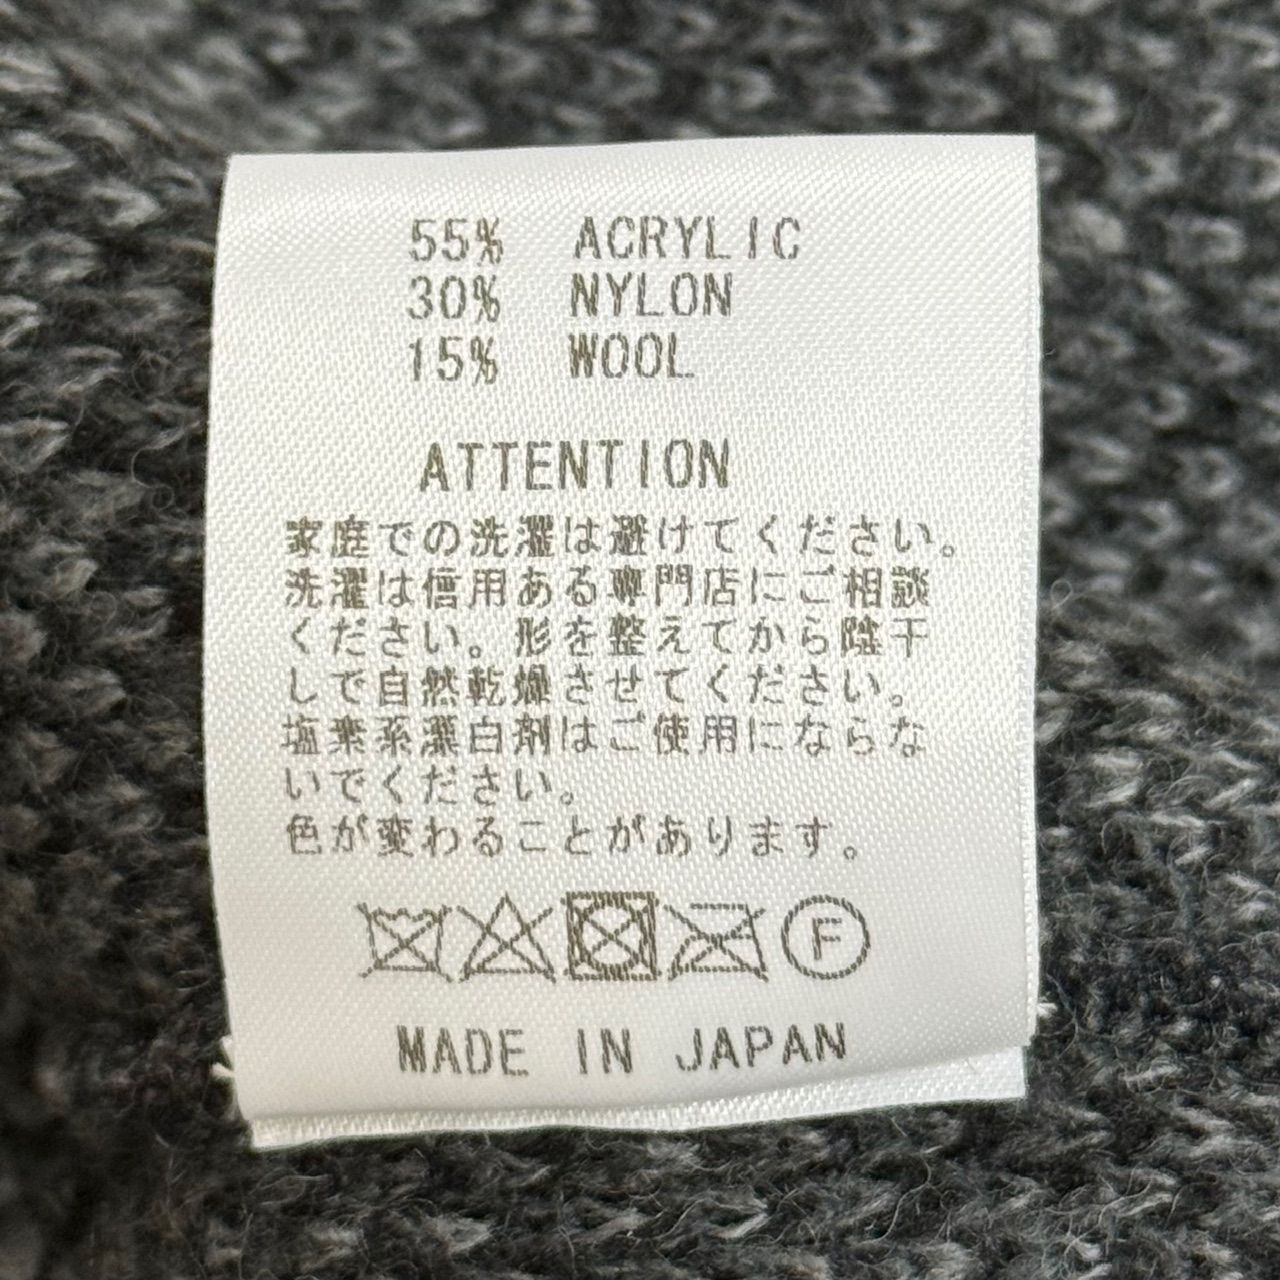 55% ACRYLIC
30% NYLON
15% WOOL
ATTENTION
家庭での洗濯は避けてください。
洗濯は信用ある専門店にご相談
ください。形を整えてから陰干
しで自然乾燥させてください。
塩素系漂白剤はご使用にならな
いでください。
色が変わることがあります。
F
MADE IN JAPAN